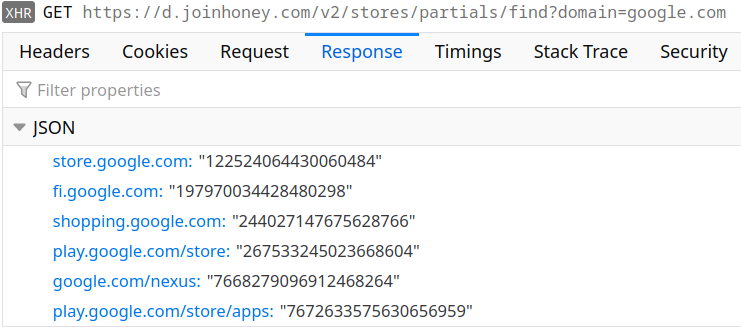 XHR GET https://d.joinhoney.com/v2/stores/partials/find?domain=google.com
Headers Cookies Request Response Timings Stack Trace Security
Filter properties
JSON
store.google.com: "122524064430060484"
fi.google.com: "197970034428480298"
shopping.google.com: "244027147675628766"
play.google.com/store: "267533245023668604"
google.com/nexus: "7668279096912468264"
play.google.com/store/apps: "7672633575630656959"